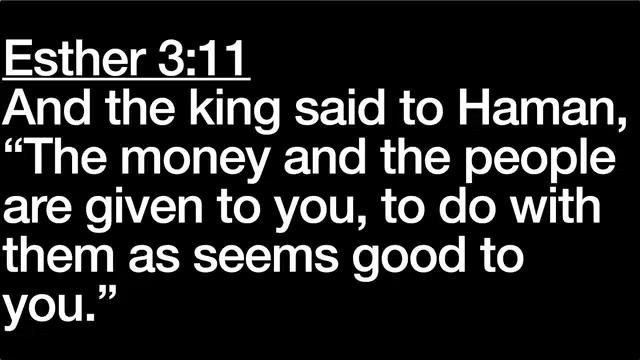 Esther 3:11
And the king said to Haman,
“The money and the people
are given to you, to do with
them as seems good to
you.”